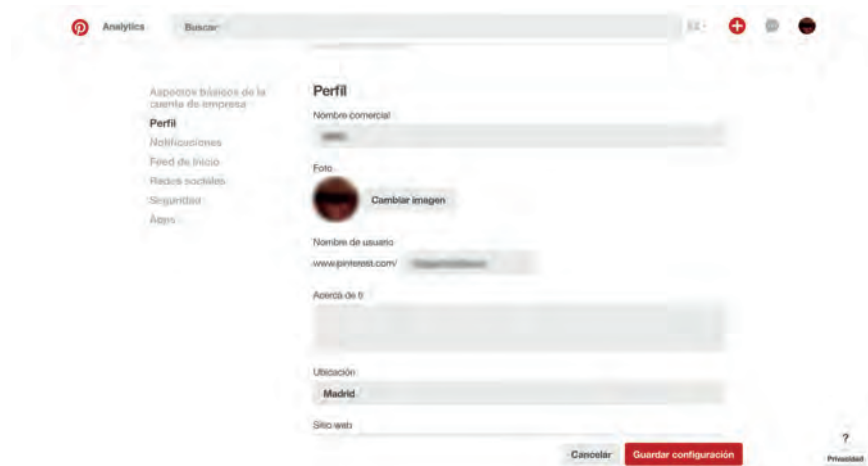 Analytics
Buscar
Aspectos básicos de la
cuenta de empresa
Perfil
Notificaciones
Feed de Inicio
Redes sociales
Seguridad
Apps
Perfil
Nombre comercial
Foto
Cambiar imagen
Nombre de usuario
www.pinterest.com/
Acerca de ti
Ubicación
Madrid
Sitio web
Cancelar
Guardar configuración
?
Privacidad